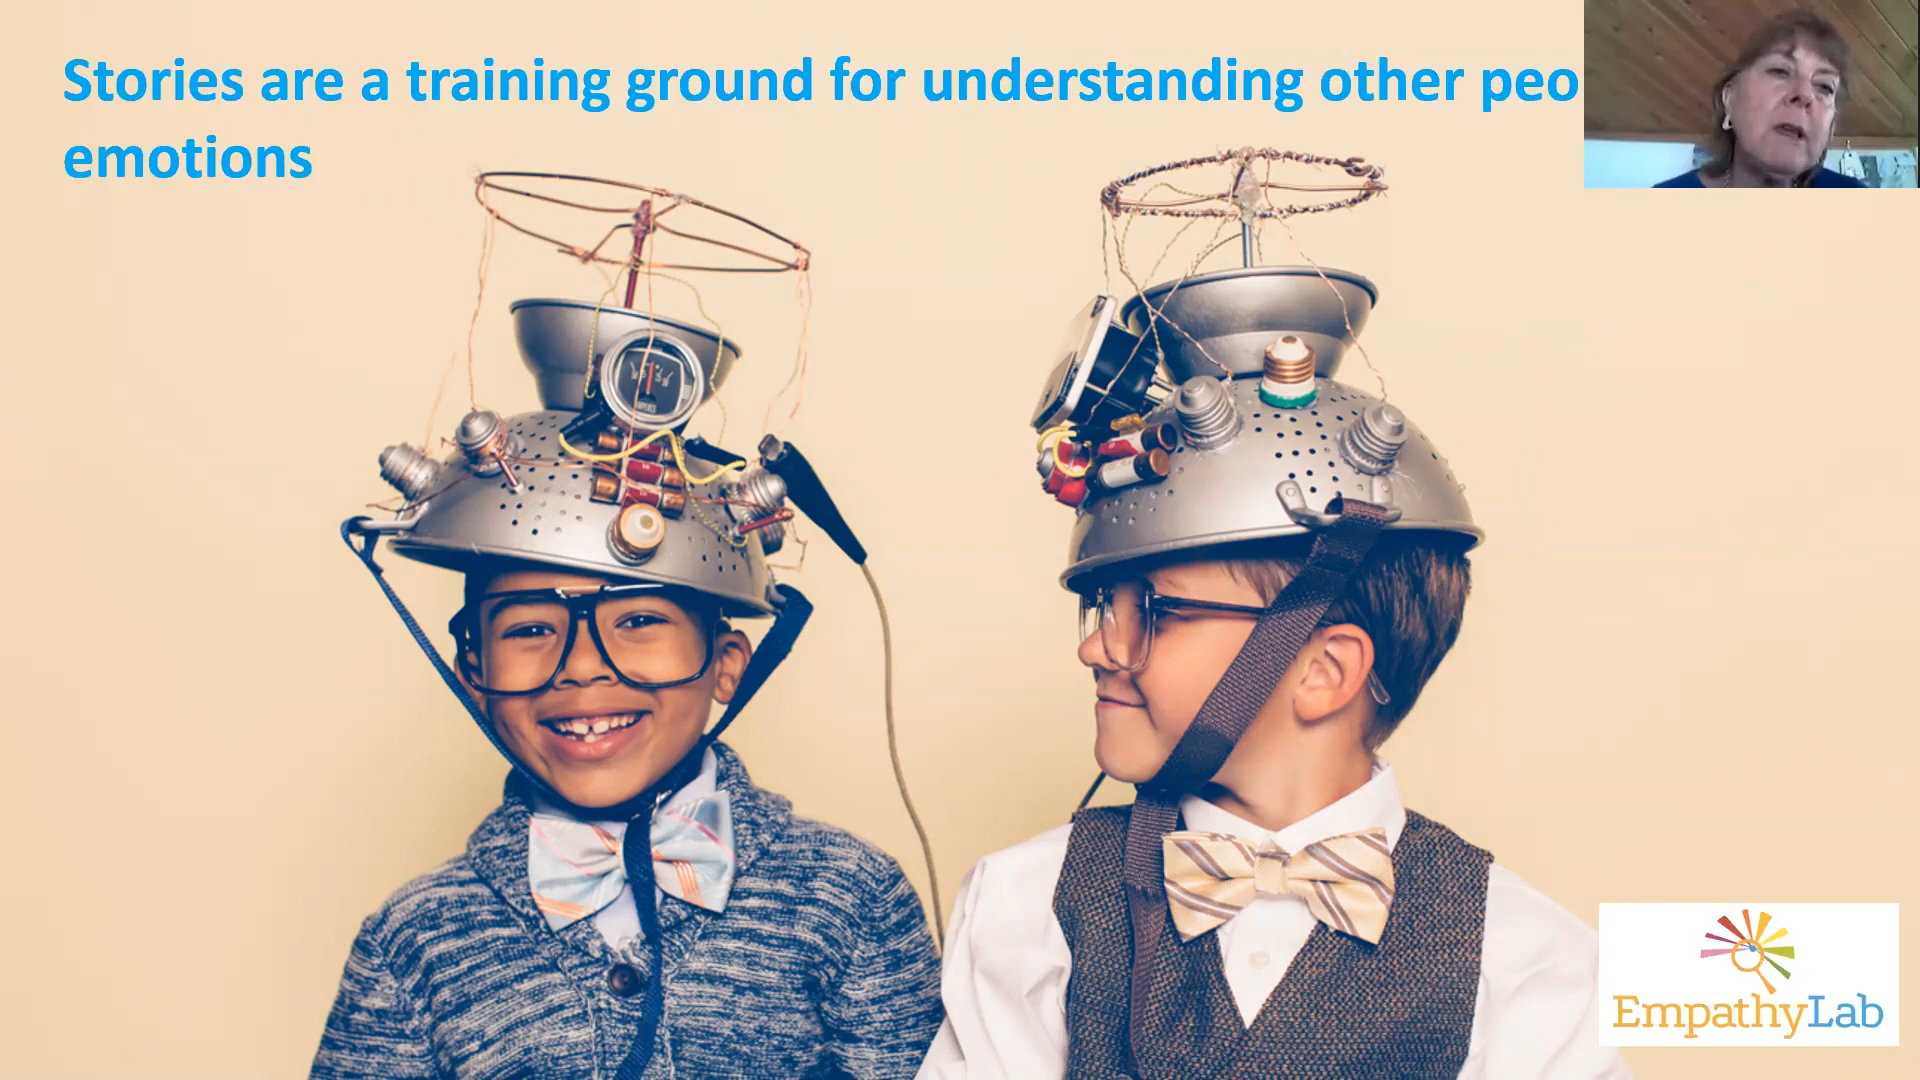 Stories are a training ground for understanding other peo
emotions
EmpathyLab